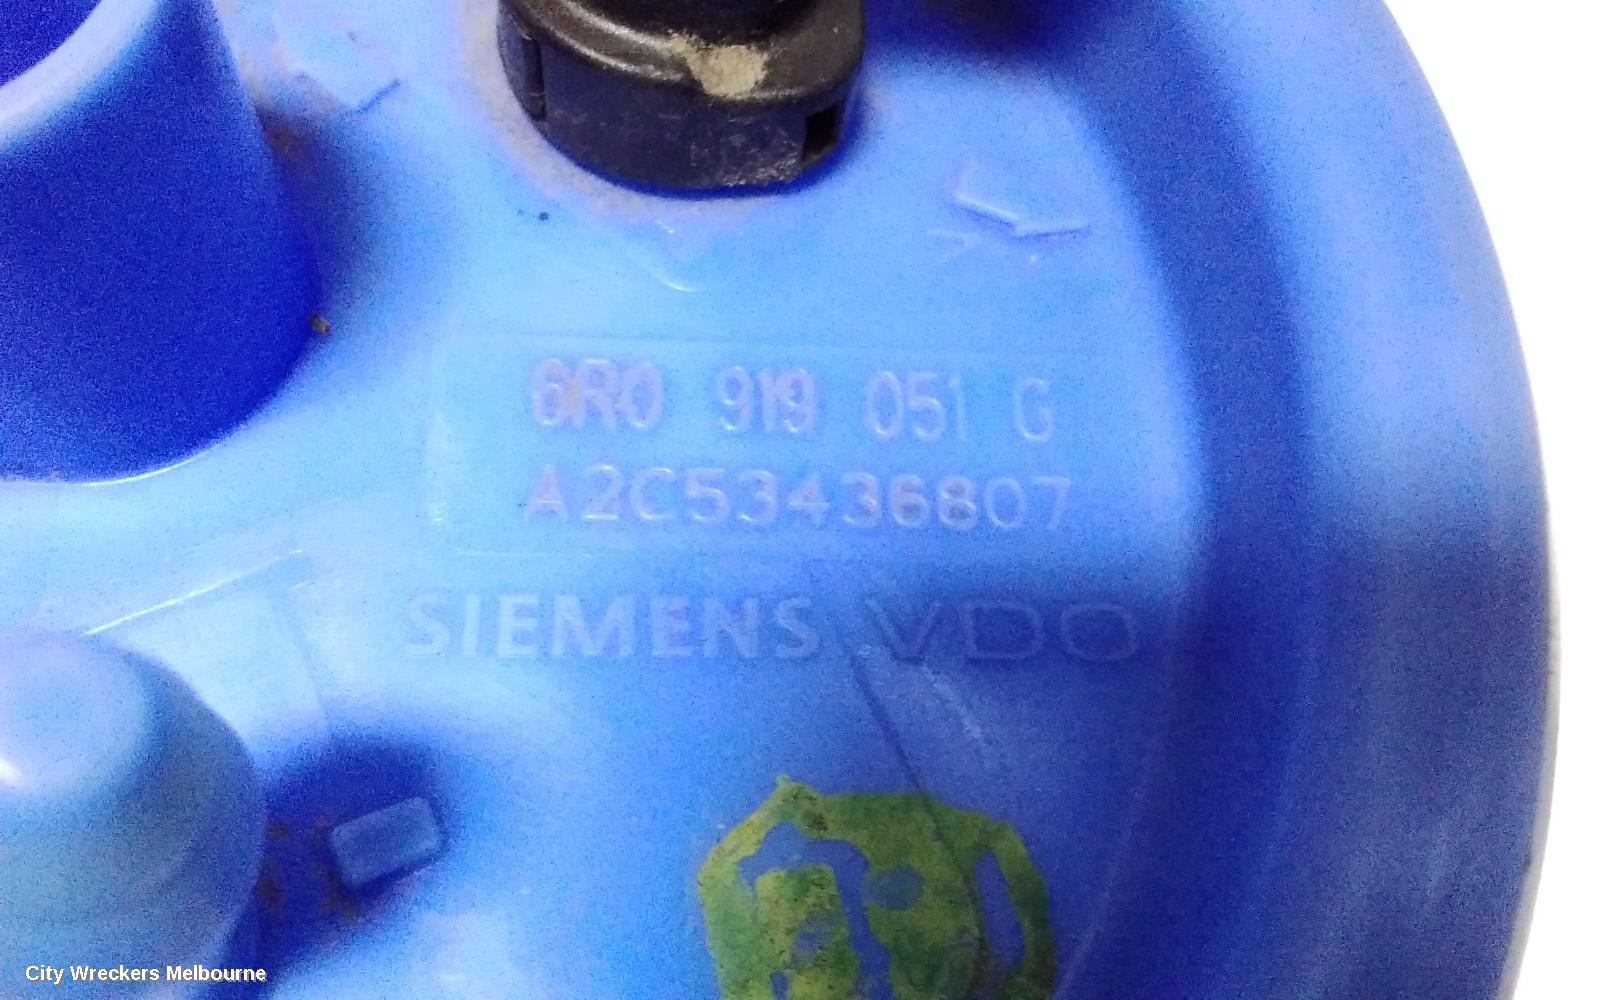 6R0 919 051 G
A2C53436807
SIEMENS VDO
City Wreckers Melbourne